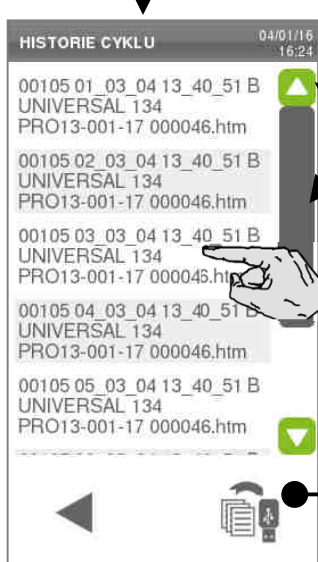 HISTORIE CYKLU
04/01/16
16:24
00105 01_03_04 13_40_51 B
UNIVERSAL 134
PRO13-001-17 000046.htm
00105 02_03_04 13_40_51 B
UNIVERSAL 134
PRO13-001-17 000046.htm
00105 03_03_04 13_40_51 B
UNIVERSAL 134
PRO13-001-17 000046.htm
00105 04_03_04 13_40_51 B
UNIVERSAL 134
PRO13-001-17 000046.htm
00105 05_03_04 13_40_51 B
UNIVERSAL 134
PRO13-001-17 000046.htm